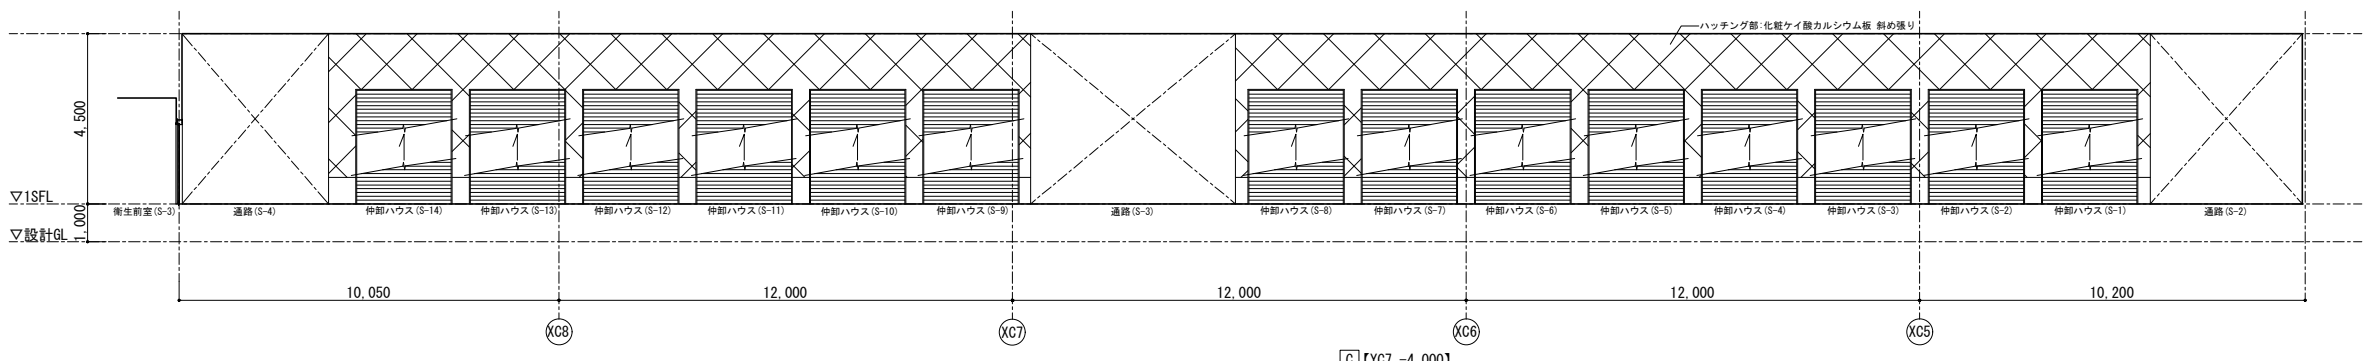 ハッチング部:化粧ケイ酸カルシウム板 斜め張り
4,500
▽1SFL
衛生前室(S-3) 通路(S-4) 仲卸ハウス(S-14) 仲卸ハウス(S-13) 仲卸ハウス(S-12) 仲卸ハウス(S-11) 仲卸ハウス(S-10) 仲卸ハウス(S-9) 通路(S-3) 仲卸ハウス(S-8) 仲卸ハウス(S-7) 仲卸ハウス(S-6) 仲卸ハウス(S-5) 仲卸ハウス(S-4) 仲卸ハウス(S-3) 仲卸ハウス(S-2) 仲卸ハウス(S-1) 通路(S-2)
1,000
▽設計GL
10,050 12,000 12,000 12,000 10,200
XC8 XC7 XC6 XC5